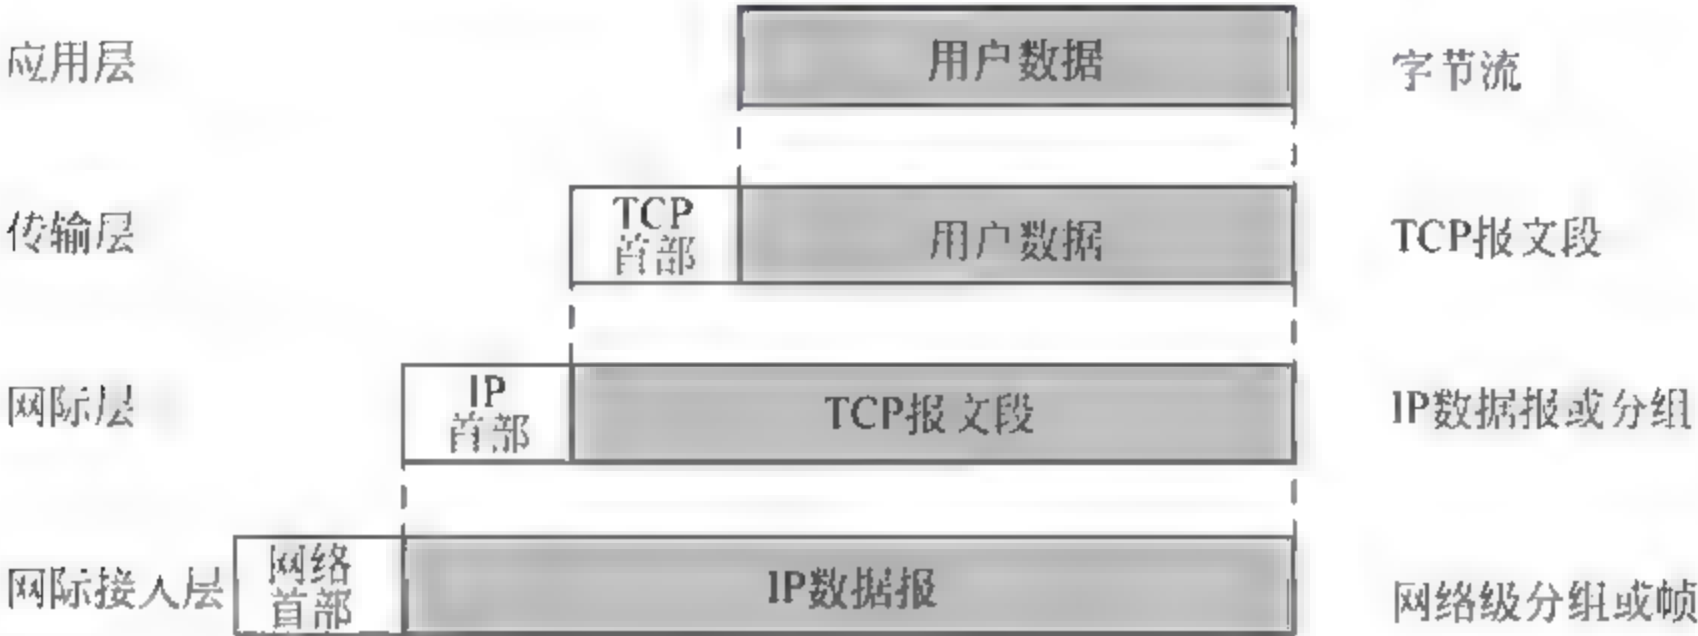 应用层 用户数据 字节流
传输层 TCP 首部 用户数据 TCP报文段
网际层 IP 首部 TCP报文段 IP数据报或分组
网际接入层 网络 首部 IP数据报 网络级分组或帧